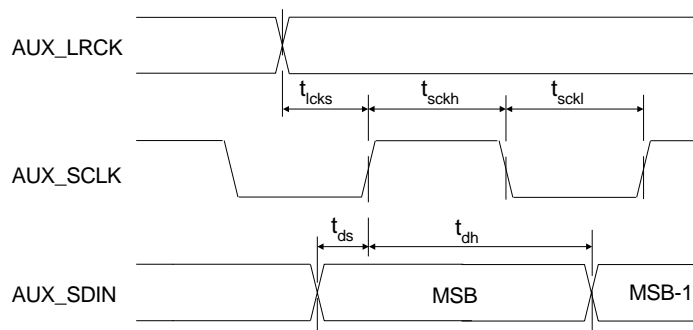 AUX_LRCK
t_lcks t_sckh t_sckl
AUX_SCLK
t_ds t_dh
AUX_SDIN MSB MSB-1